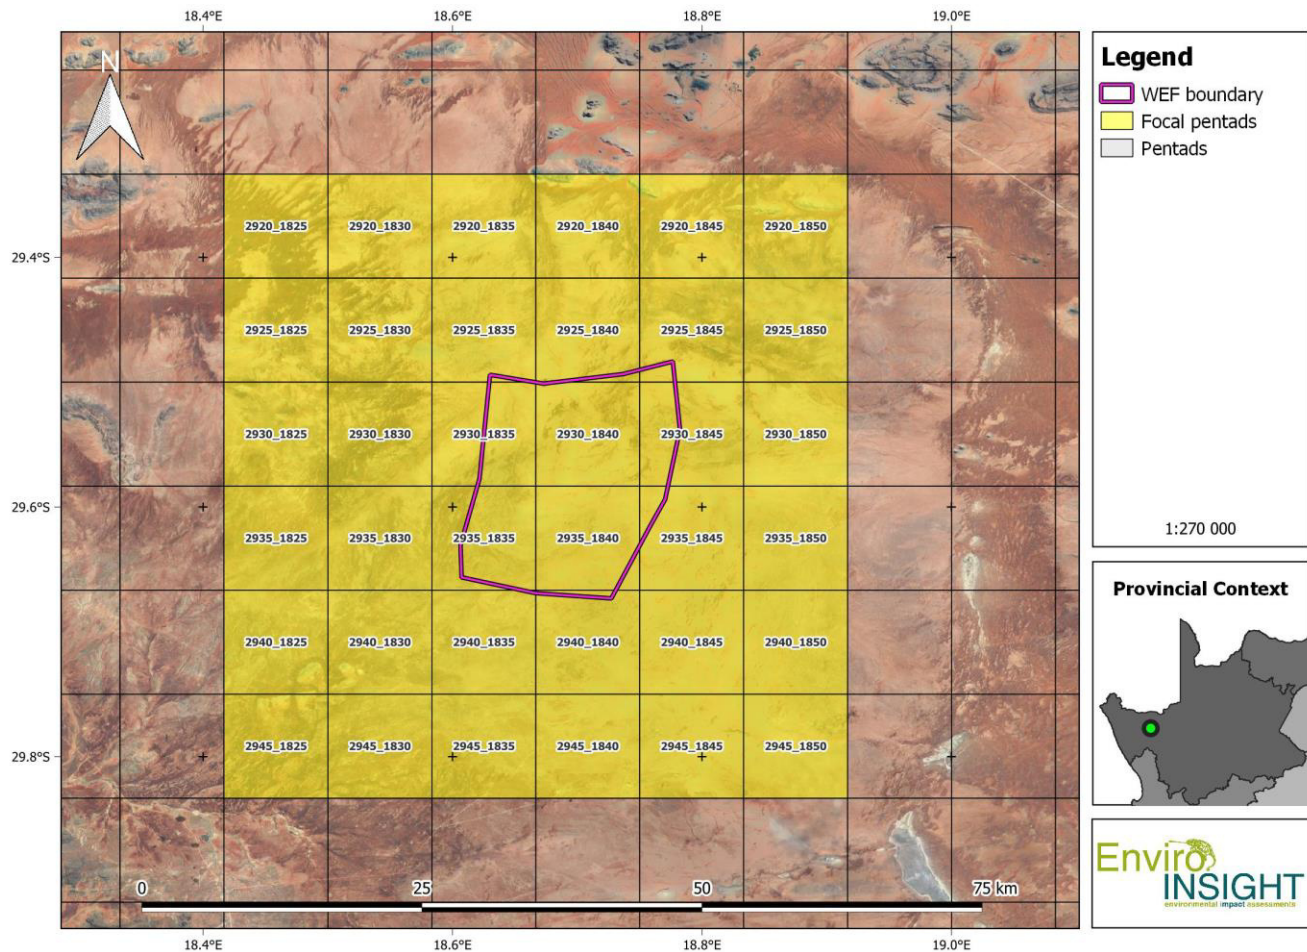 18.4°E 18.6°E 18.8°E 19.0°E
N
29.4°S
29.6°S
29.8°S
2920_1825 2920_1830 2920_1835 2920_1840 2920_1845 2920_1850
2925_1825 2925_1830 2925_1835 2925_1840 2925_1845 2925_1850
2930_1825 2930_1830 2930_1835 2930_1840 2930_1845 2930_1850
2935_1825 2935_1830 2935_1835 2935_1840 2935_1845 2935_1850
2940_1825 2940_1830 2940_1835 2940_1840 2940_1845 2940_1850
2945_1825 2945_1830 2945_1835 2945_1840 2945_1845 2945_1850
0 25 50 75 km
18.4°E 18.6°E 18.8°E 19.0°E
Legend
WEF boundary
Focal pentads
Pentads
1:270 000
Provincial Context
Enviro
INSIGHT
environmental impact assessments